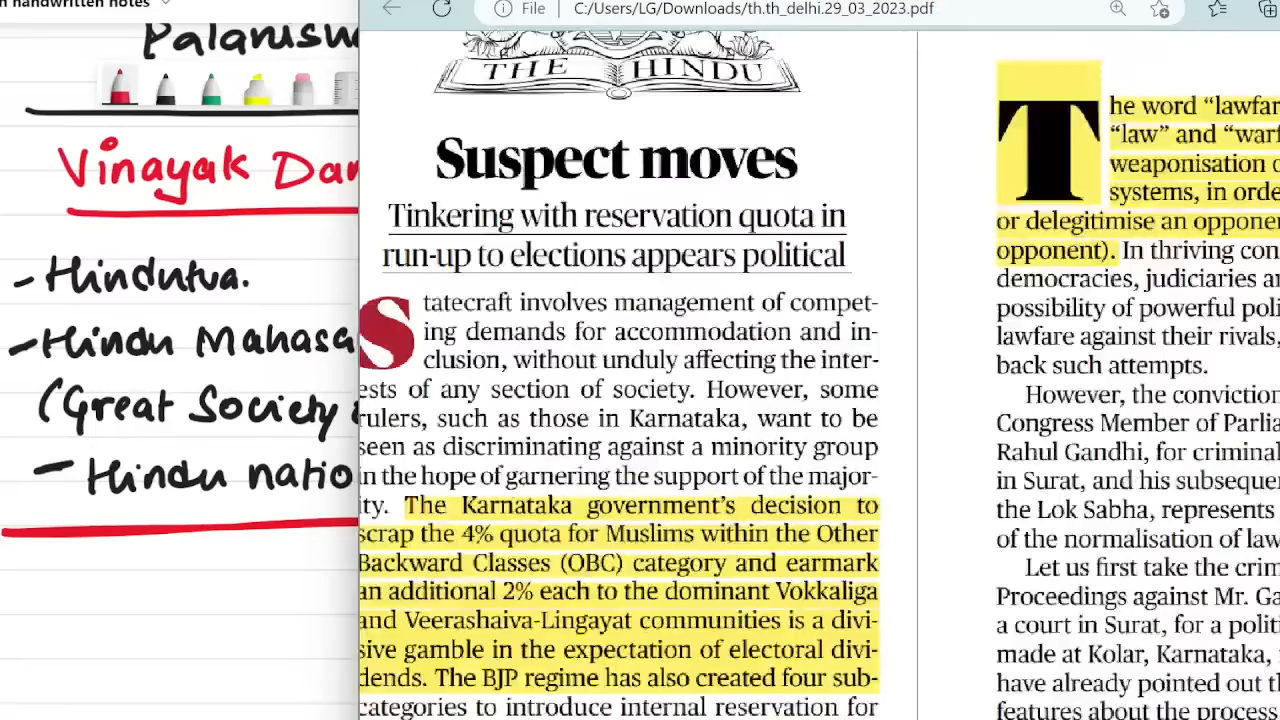 n handwritten notes
Palanisha
Vinayak Dam
- Hindutva.
- Hindu Mahasa
(Great Society
- Hindu natio
File C:/Users/LG/Downloads/th.th_delhi.29_03_2023.pdf
THE HINDU
Suspect moves
Tinkering with reservation quota in
run-up to elections appears political
Statecraft involves management of compet-
ing demands for accommodation and in-
clusion, without unduly affecting the inter-
ests of any section of society. However, some
rulers, such as those in Karnataka, want to be
seen as discriminating against a minority group
in the hope of garnering the support of the major-
ity. The Karnataka government's decision to
scrap the 4% quota for Muslims within the Other
Backward Classes (OBC) category and earmark
an additional 2% each to the dominant Vokkaliga
and Veerashaiva-Lingayat communities is a divi-
sive gamble in the expectation of electoral divi-
dends. The BJP regime has also created four sub-
categories to introduce internal reservation for
The word "lawfar
"law" and "warf
weaponisation o
systems, in orde
or delegitimise an opponen
opponent). In thriving con
democracies, judiciaries a
possibility of powerful poli
lawfare against their rivals,
back such attempts.
However, the conviction
Congress Member of Parlia
Rahul Gandhi, for criminal
in Surat, and his subsequen
the Lok Sabha, represents
of the normalisation of law
Let us first take the crim
Proceedings against Mr. Ga
a court in Surat, for a polit
made at Kolar, Karnataka,
have already pointed out th
features about the process